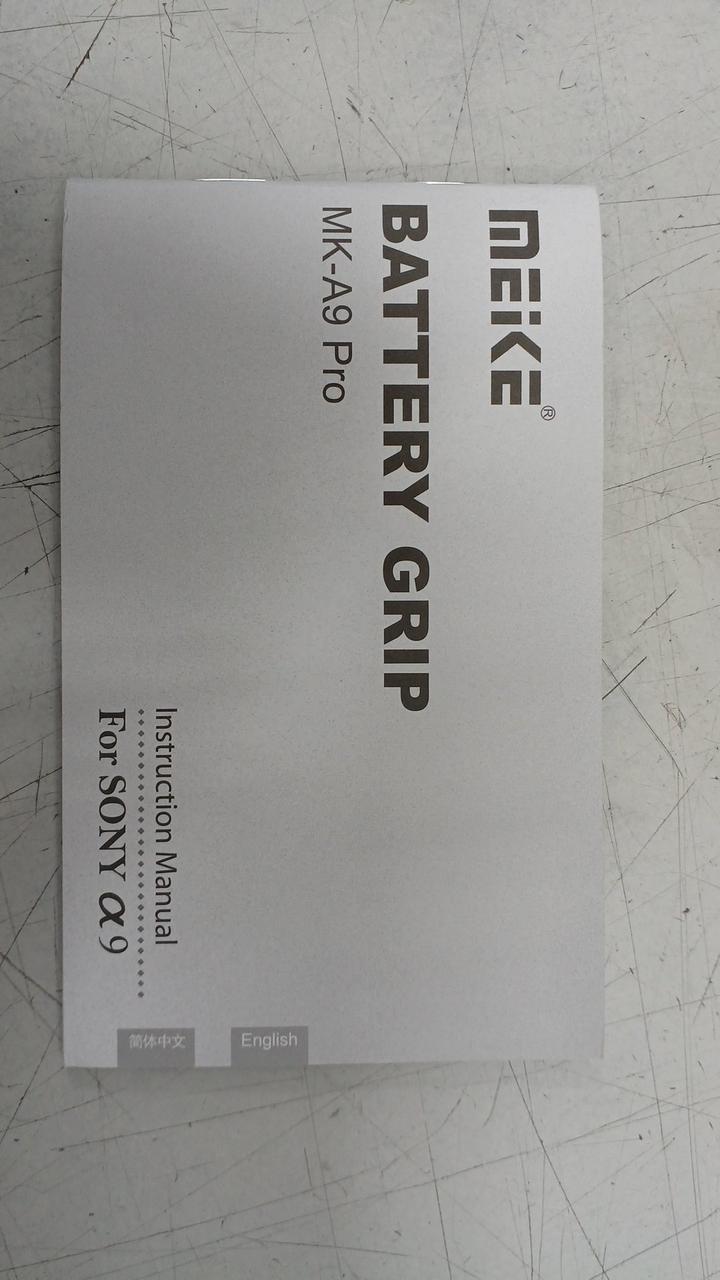 MEIKE®
BATTERY GRIP
MK-A9 Pro
Instruction Manual
For SONY α9
English
简体中文